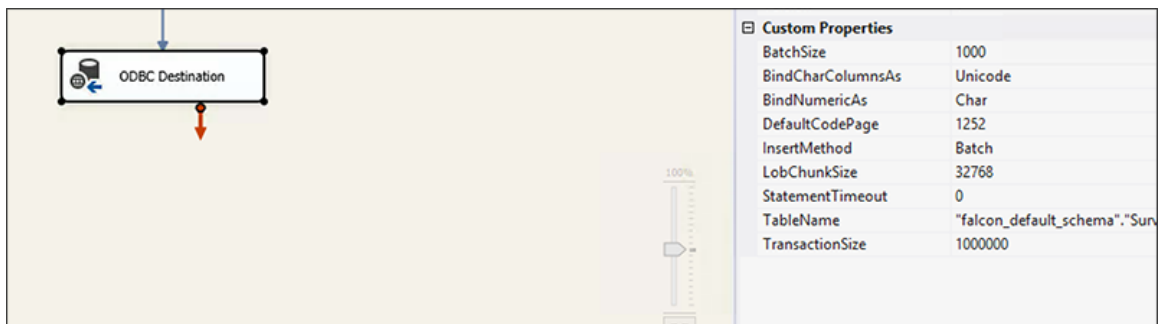 ODBC Destination
100%
Custom Properties
BatchSize 1000
BindCharColumnsAs Unicode
BindNumericAs Char
DefaultCodePage 1252
InsertMethod Batch
LobChunkSize 32768
StatementTimeout 0
TableName "falcon_default_schema"."Surv
TransactionSize 1000000